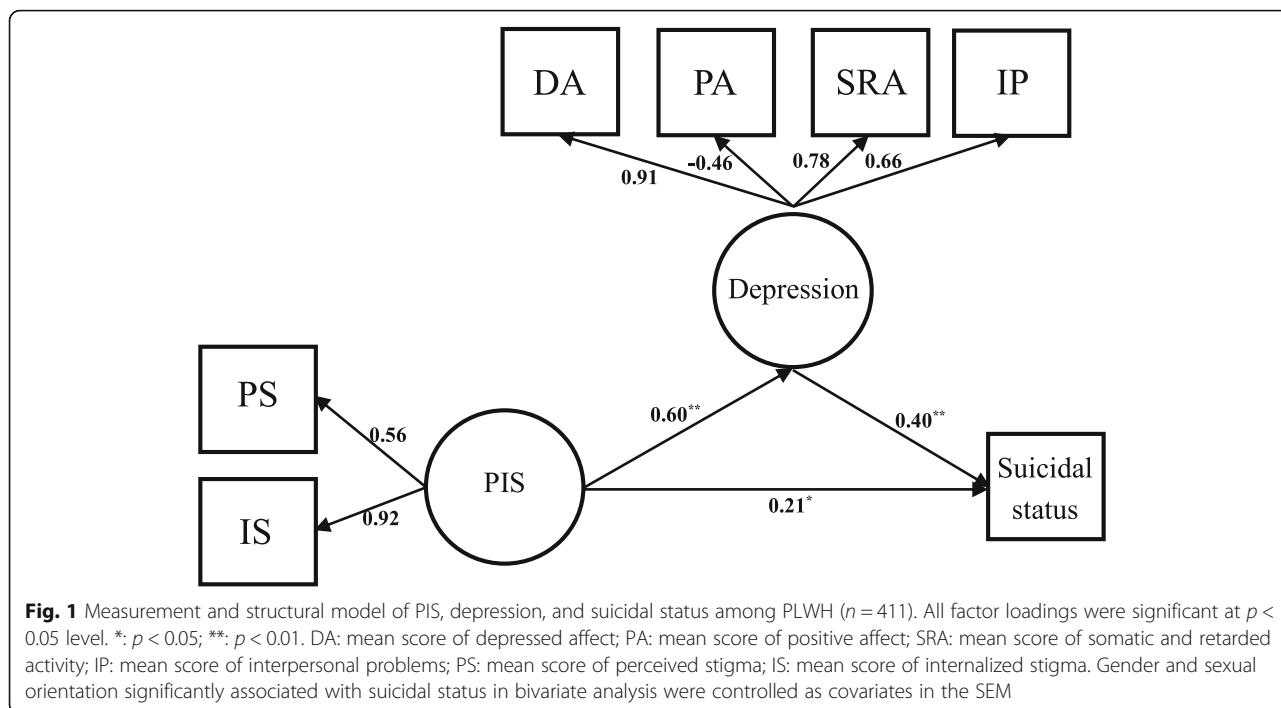 DA PA SRA IP
0.91 -0.46 0.78 0.66
Depression
PS
0.56
0.60** 0.40**
PIS
Suicidal
status
IS
0.92
0.21*
Fig. 1 Measurement and structural model of PIS, depression, and suicidal status among PLWH (n = 411). All factor loadings were significant at p <
0.05 level. *: p < 0.05; **: p < 0.01. DA: mean score of depressed affect; PA: mean score of positive affect; SRA: mean score of somatic and retarded
activity; IP: mean score of interpersonal problems; PS: mean score of perceived stigma; IS: mean score of internalized stigma. Gender and sexual
orientation significantly associated with suicidal status in bivariate analysis were controlled as covariates in the SEM